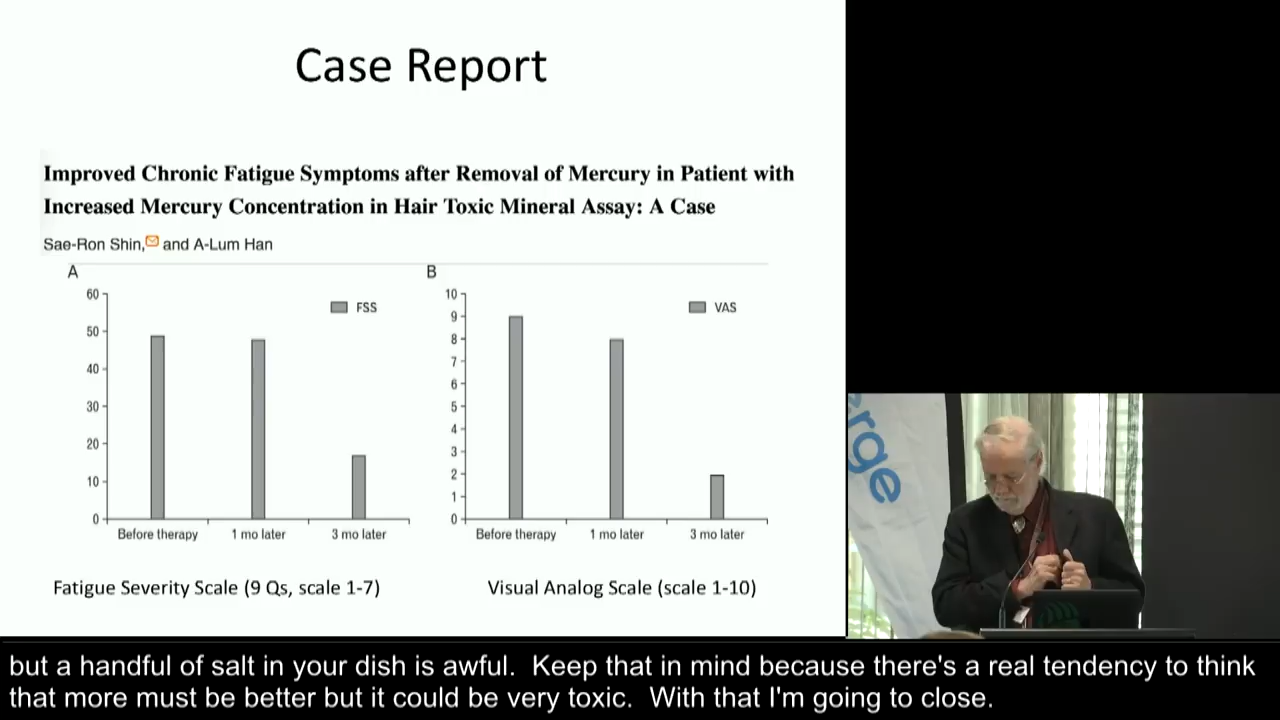 Case Report
Improved Chronic Fatigue Symptoms after Removal of Mercury in Patient with
Increased Mercury Concentration in Hair Toxic Mineral Assay: A Case
Sae-Ron Shin, and A-Lum Han
A
60
50
40
30
20
10
0
FSS
Before therapy 1 mo later 3 mo later
B
10
9
8
7
6
5
4
3
2
1
0
VAS
Before therapy 1 mo later 3 mo later
Fatigue Severity Scale (9 Qs, scale 1-7)
Visual Analog Scale (scale 1-10)
erge
but a handful of salt in your dish is awful.  Keep that in mind because there's a real tendency to think
that more must be better but it could be very toxic.  With that I'm going to close.